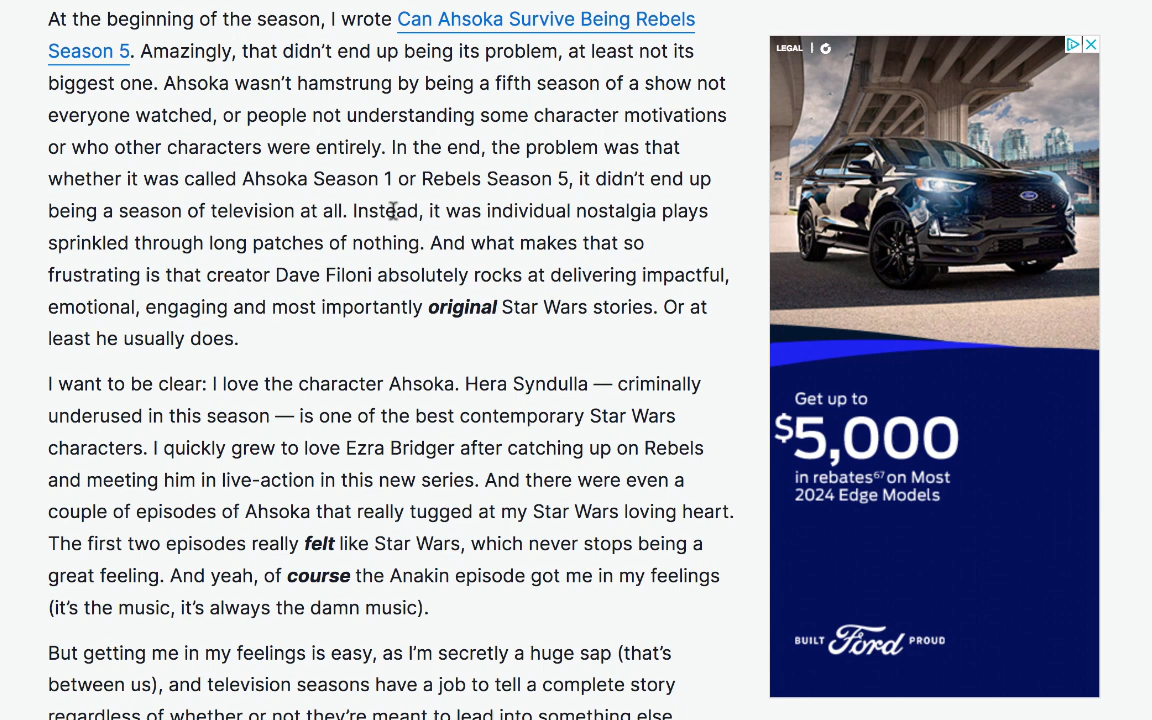 At the beginning of the season, I wrote Can Ahsoka Survive Being Rebels
Season 5. Amazingly, that didn’t end up being its problem, at least not its
biggest one. Ahsoka wasn’t hamstrung by being a fifth season of a show not
everyone watched, or people not understanding some character motivations
or who other characters were entirely. In the end, the problem was that
whether it was called Ahsoka Season 1 or Rebels Season 5, it didn’t end up
being a season of television at all. Instead, it was individual nostalgia plays
sprinkled through long patches of nothing. And what makes that so
frustrating is that creator Dave Filoni absolutely rocks at delivering impactful,
emotional, engaging and most importantly original Star Wars stories. Or at
least he usually does.
I want to be clear: I love the character Ahsoka. Hera Syndulla — criminally
underused in this season — is one of the best contemporary Star Wars
characters. I quickly grew to love Ezra Bridger after catching up on Rebels
and meeting him in live-action in this new series. And there were even a
couple of episodes of Ahsoka that really tugged at my Star Wars loving heart.
The first two episodes really felt like Star Wars, which never stops being a
great feeling. And yeah, of course the Anakin episode got me in my feelings
(it’s the music, it’s always the damn music).
But getting me in my feelings is easy, as I’m secretly a huge sap (that’s
between us), and television seasons have a job to tell a complete story
regardless of whether or not they’re meant to lead into something else
LEGAL
Ford
Get up to
$5,000
in rebates67 on Most
2024 Edge Models
BUILT Ford PROUD